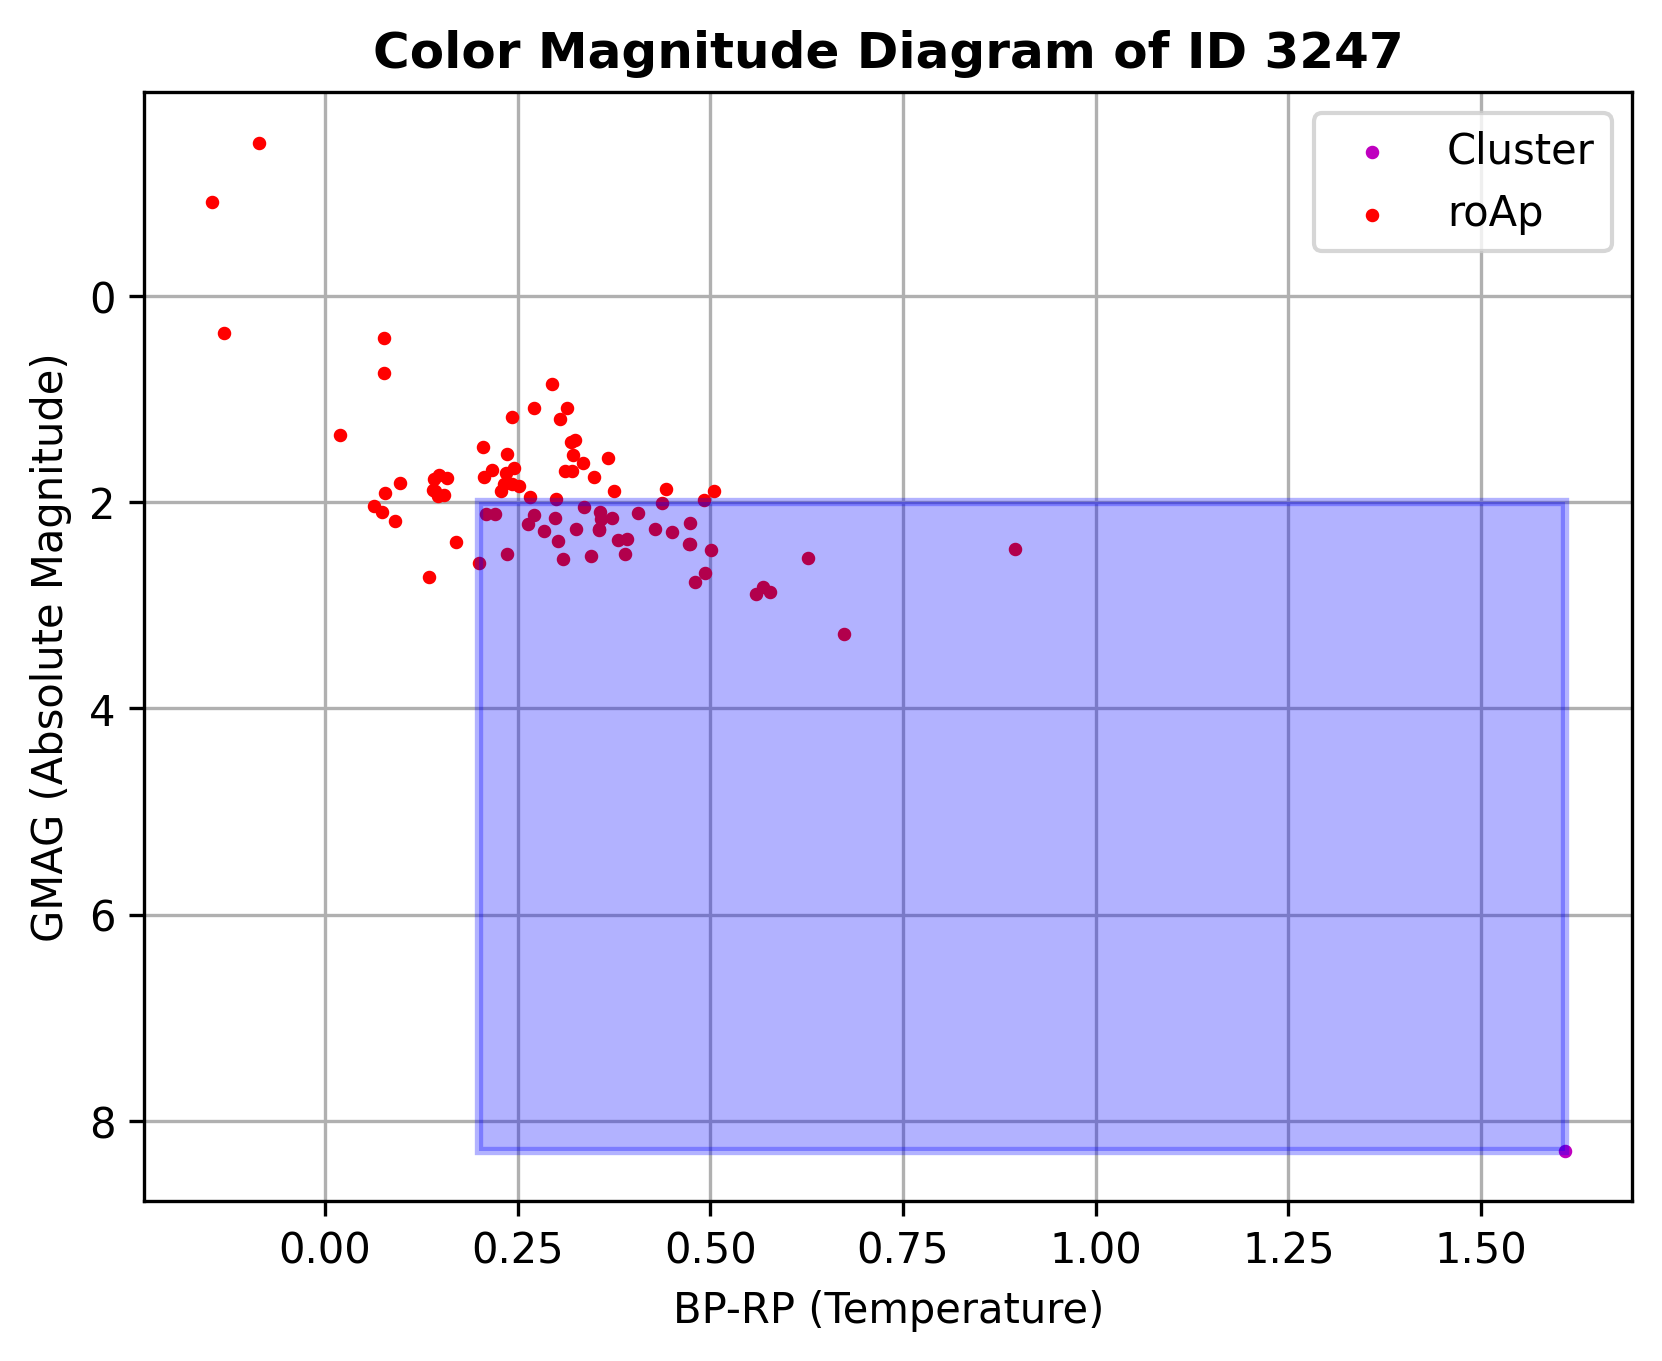 Color Magnitude Diagram of ID 3247
Cluster
roAp
GMAG (Absolute Magnitude)
0
2
4
6
8
0.00 0.25 0.50 0.75 1.00 1.25 1.50
BP-RP (Temperature)